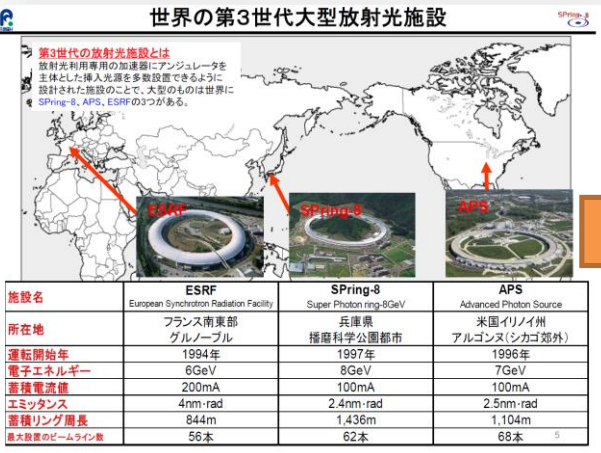 世界の第3世代大型放射光施設
SPring-8
第3世代の放射光施設とは
放射光利用専用の加速器にアンジュレータを
主体とした挿入光源を多数設置できるように
設計された施設のことで、大型のものは世界に
SPring-8、APS、ESRFの3つがある。
ESRF
SPring-8
APS
施設名 ESRF SPring-8 APS
European Synchrotron Radiation Facility Super Photon ring-8GeV Advanced Photon Source
所在地 フランス南東部 兵庫県 米国イリノイ州
グルノーブル 播磨科学公園都市 アルゴンヌ(シカゴ郊外)
運転開始年 1994年 1997年 1996年
電子エネルギー 6GeV 8GeV 7GeV
蓄積電流値 200mA 100mA 100mA
エミッタンス 4nm·rad 2.4nm·rad 2.5nm·rad
蓄積リング周長 844m 1,436m 1,104m
最大設置のビームライン数 56本 62本 68本
5